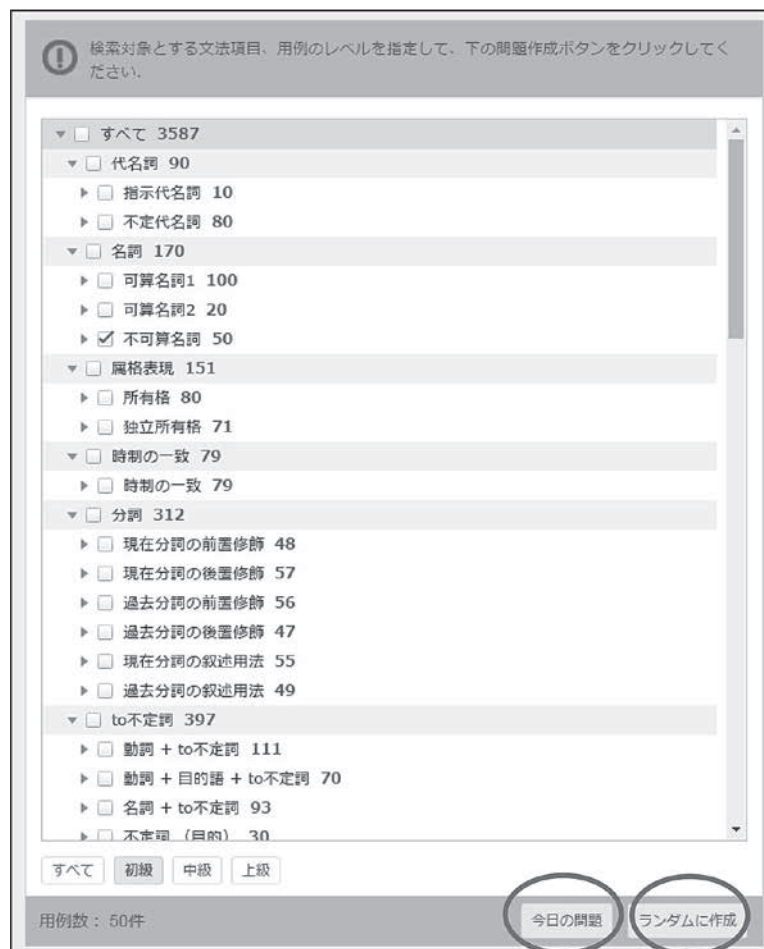 検索対象とする文法項目、用例のレベルを指定して、下の問題作成ボタンをクリックしてく
ださい.
すべて 3587
代名詞 90
指示代名詞 10
不定代名詞 80
名詞 170
可算名詞1 100
可算名詞2 20
不可算名詞 50
属格表現 151
所有格 80
独立所有格 71
時制の一致 79
時制の一致 79
分詞 312
現在分詞の前置修飾 48
現在分詞の後置修飾 57
過去分詞の前置修飾 56
過去分詞の後置修飾 47
現在分詞の叙述用法 55
過去分詞の叙述用法 49
to不定詞 397
動詞 + to不定詞 111
動詞 + 目的語 + to不定詞 70
名詞 + to不定詞 93
不定詞 （目的） 30
すべて 初級 中級 上級
用例数： 50件 今日の問題 ランダムに作成